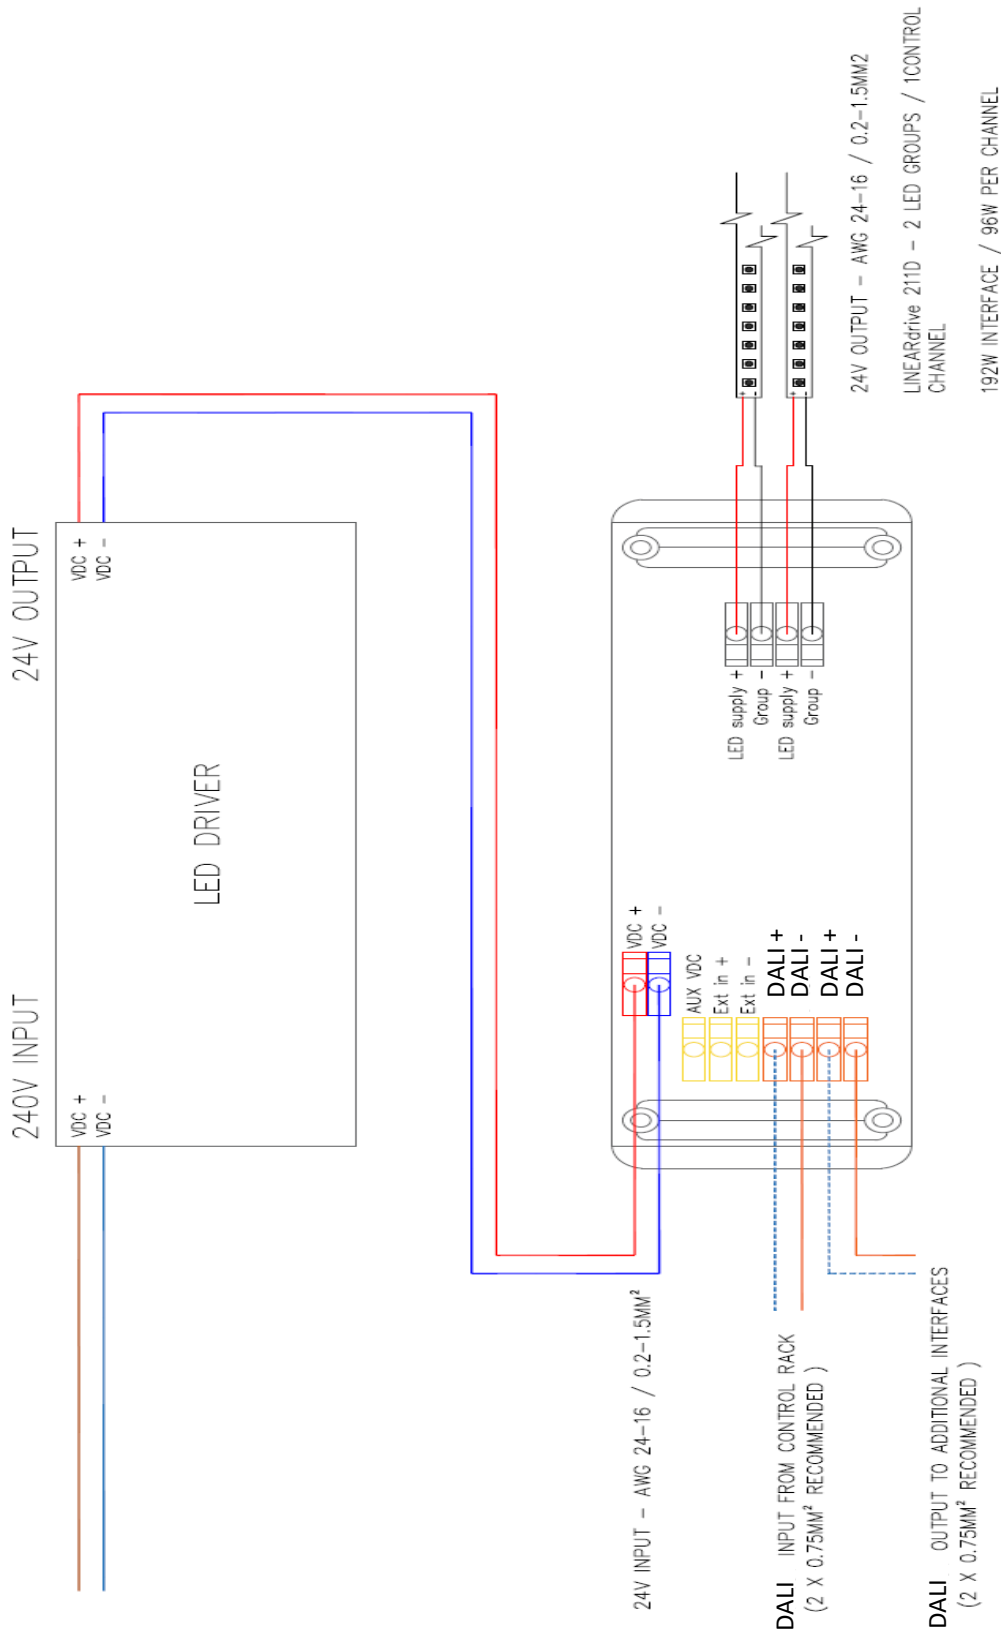 240V INPUT
24V OUTPUT
VDC +
VDC -
VDC +
VDC -
LED DRIVER
24V INPUT - AWG 24-16 / 0.2-1.5MM²
VDC +
VDC -
AUX VDC
Ext in +
Ext in -
DALI +
DALI -
DALI +
DALI -
LED supply +
Group -
LED supply +
Group -
+
-
+
-
DALI INPUT FROM CONTROL RACK
(2 X 0.75MM² RECOMMENDED )
DALI OUTPUT TO ADDITIONAL INTERFACES
(2 X 0.75MM² RECOMMENDED )
24V OUTPUT - AWG 24-16 / 0.2-1.5MM2
LINEARdrive 211D - 2 LED GROUPS / 1CONTROL
CHANNEL
192W INTERFACE / 96W PER CHANNEL